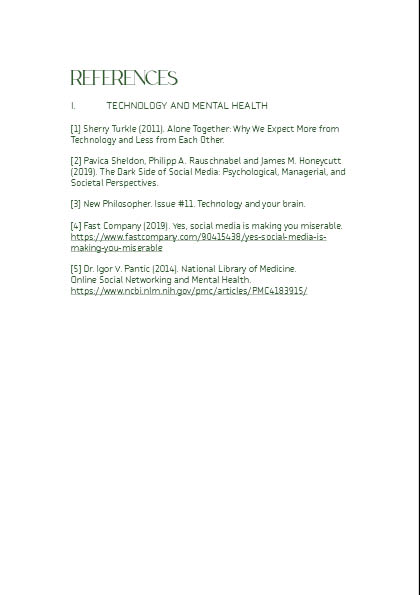 REFERENCES
I. TECHNOLOGY AND MENTAL HEALTH
[1] Sherry Turkle (2011). Alone Together: Why We Expect More from
Technology and Less from Each Other.
[2] Pavica Sheldon, Philipp A. Rauschnabel and James M. Honeycutt
(2019). The Dark Side of Social Media: Psychological, Managerial, and
Societal Perspectives.
[3] New Philosopher. Issue #11. Technology and your brain.
[4] Fast Company (2019). Yes, social media is making you miserable.
https://www.fastcompany.com/90415438/yes-social-media-is-
making-you-miserable
[5] Dr. Igor V. Pantic (2014). National Library of Medicine.
Online Social Networking and Mental Health.
https://www.ncbi.nlm.nih.gov/pmc/articles/PMC4183915/